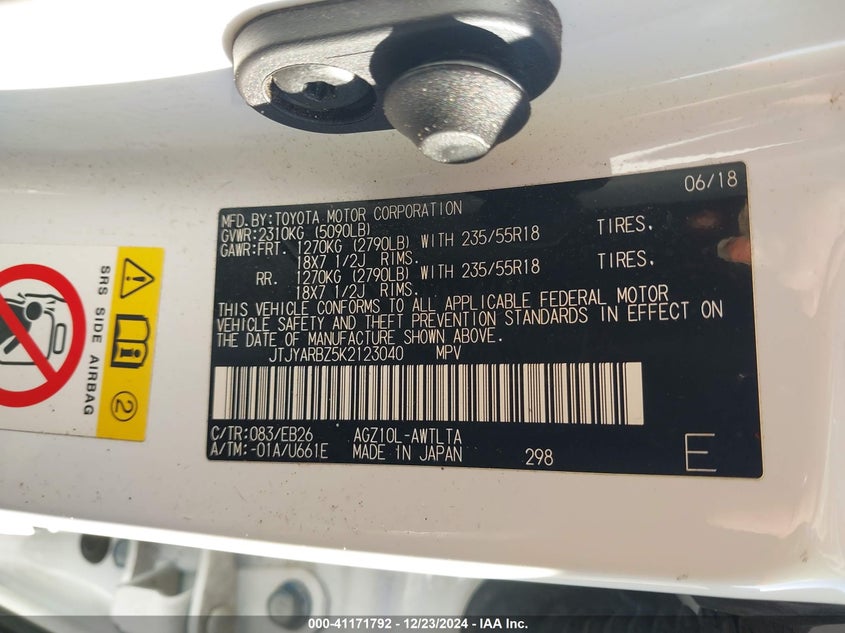 06/18
MFD.BY:TOYOTA MOTOR CORPORATION
GVWR:2310KG (5090LB)
GAWR:FRT. 1270KG (2790LB) WITH 235/55R18 TIRES,
18X7 1/2J RIMS.
RR. 1270KG (2790LB) WITH 235/55R18 TIRES,
18X7 1/2J RIMS.
THIS VEHICLE CONFORMS TO ALL APPLICABLE FEDERAL MOTOR
VEHICLE SAFETY AND THEFT PREVENTION STANDARDS IN EFFECT ON
THE DATE OF MANUFACTURE SHOWN ABOVE.
JTJYARBZ5K2123040 MPV
C/TR:083/EB26 AGZ10L-AWTLTA
A/TM:-01A/U661E MADE IN JAPAN 298 E
SRS SIDE AIRBAG
2
000-41171792 - 12/23/2024 - IAA Inc.